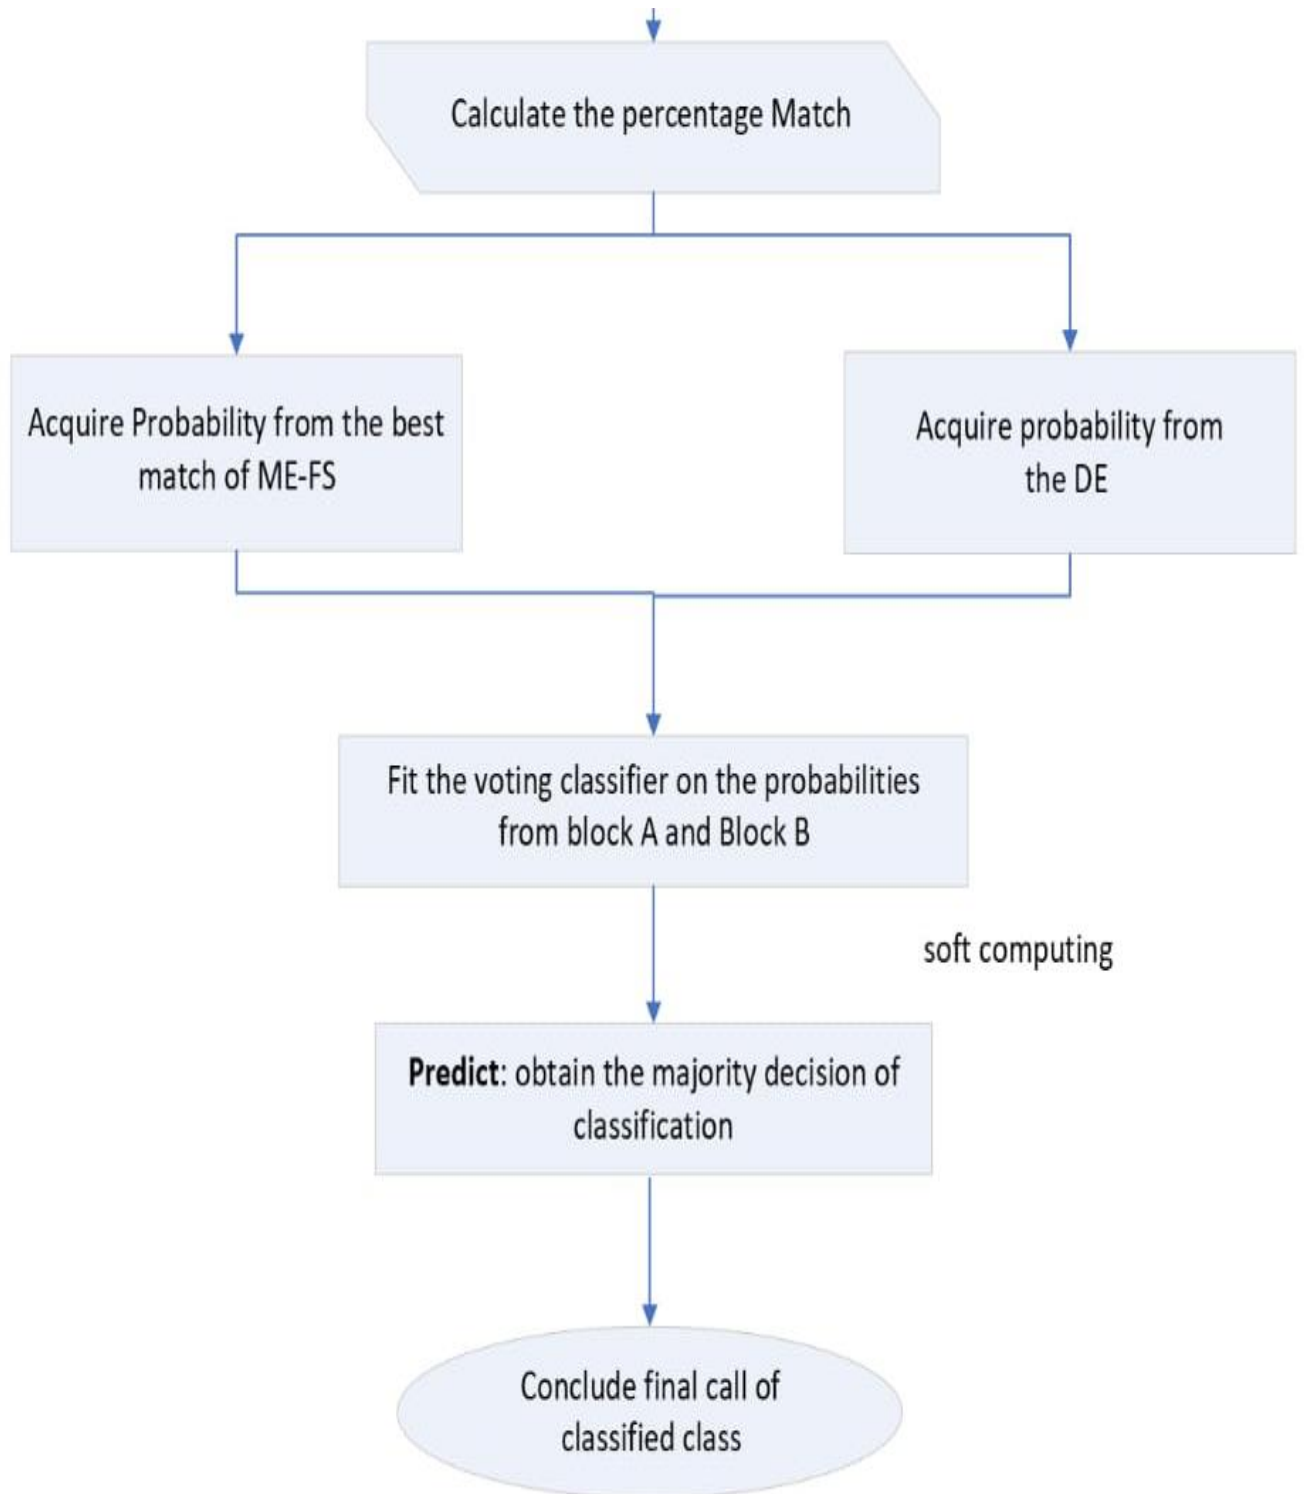 Calculate the percentage Match
Acquire Probability from the best
match of ME-FS
Acquire probability from
the DE
Fit the voting classifier on the probabilities
from block A and Block B
soft computing
Predict: obtain the majority decision of
classification
Conclude final call of
classified class